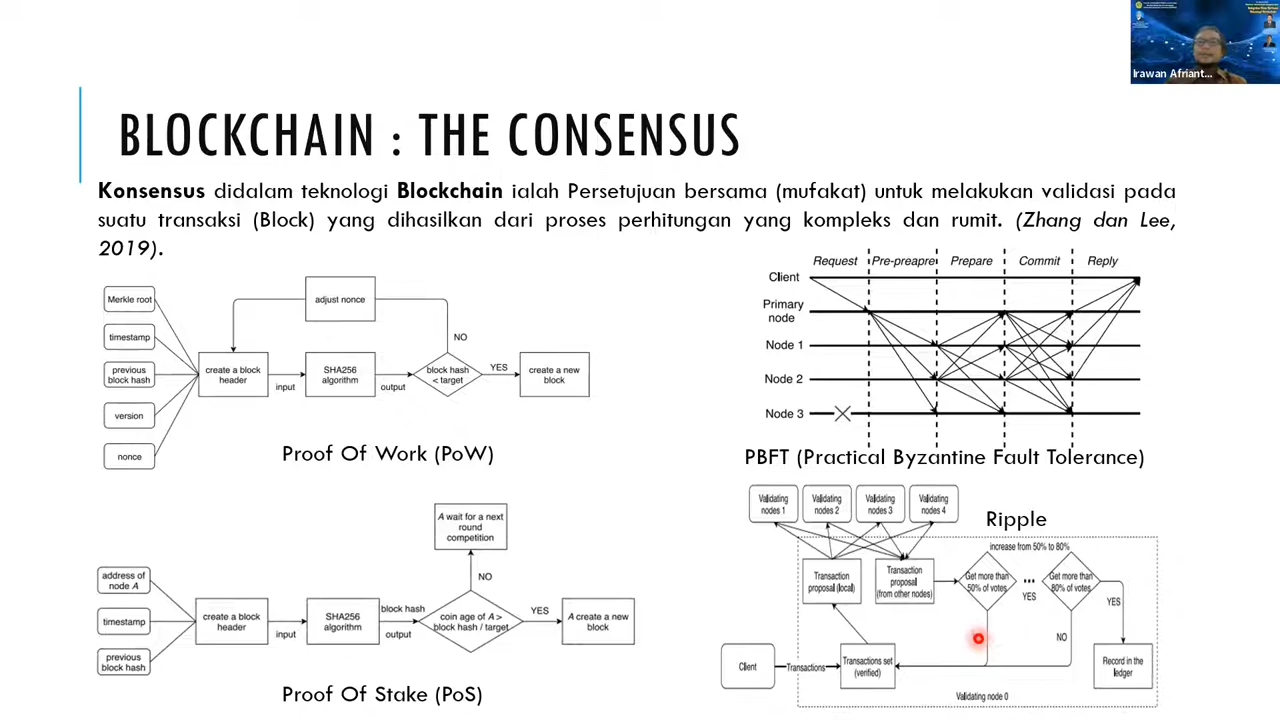 Irawan Afriant...
BLOCKCHAIN : THE CONSENSUS
Konsensus didalam teknologi Blockchain ialah Persetujuan bersama (mufakat) untuk melakukan validasi pada
suatu transaksi (Block) yang dihasilkan dari proses perhitungan yang kompleks dan rumit. (Zhang dan Lee,
2019).
Merkle root
timestamp
previous
block hash
version
nonce
create a block
header
input
adjust nonce
SHA256
algorithm
output
NO
block hash
< target
YES
create a new
block
Proof Of Work (PoW)
Request
Pre-preapre
Prepare
Commit
Reply
Client
Primary
node
Node 1
Node 2
Node 3
PBFT (Practical Byzantine Fault Tolerance)
address of
node A
timestamp
previous
block hash
create a block
header
input
SHA256
algorithm
block hash
output
A wait for a next
round
competition
NO
coin age of A >
block hash / target
YES
A create a new
block
Proof Of Stake (PoS)
Validating
nodes 1
Validating
nodes 2
Validating
nodes 3
Validating
nodes 4
Ripple
increase from 50% to 80%
Transaction
proposal (local)
Transaction
proposal
(from other nodes)
Get more than
50% of votes
...
YES
Get more than
80% of votes
YES
NO
Client
Transactions
Transactions set
(verified)
Record in the
ledger
Validating node 0